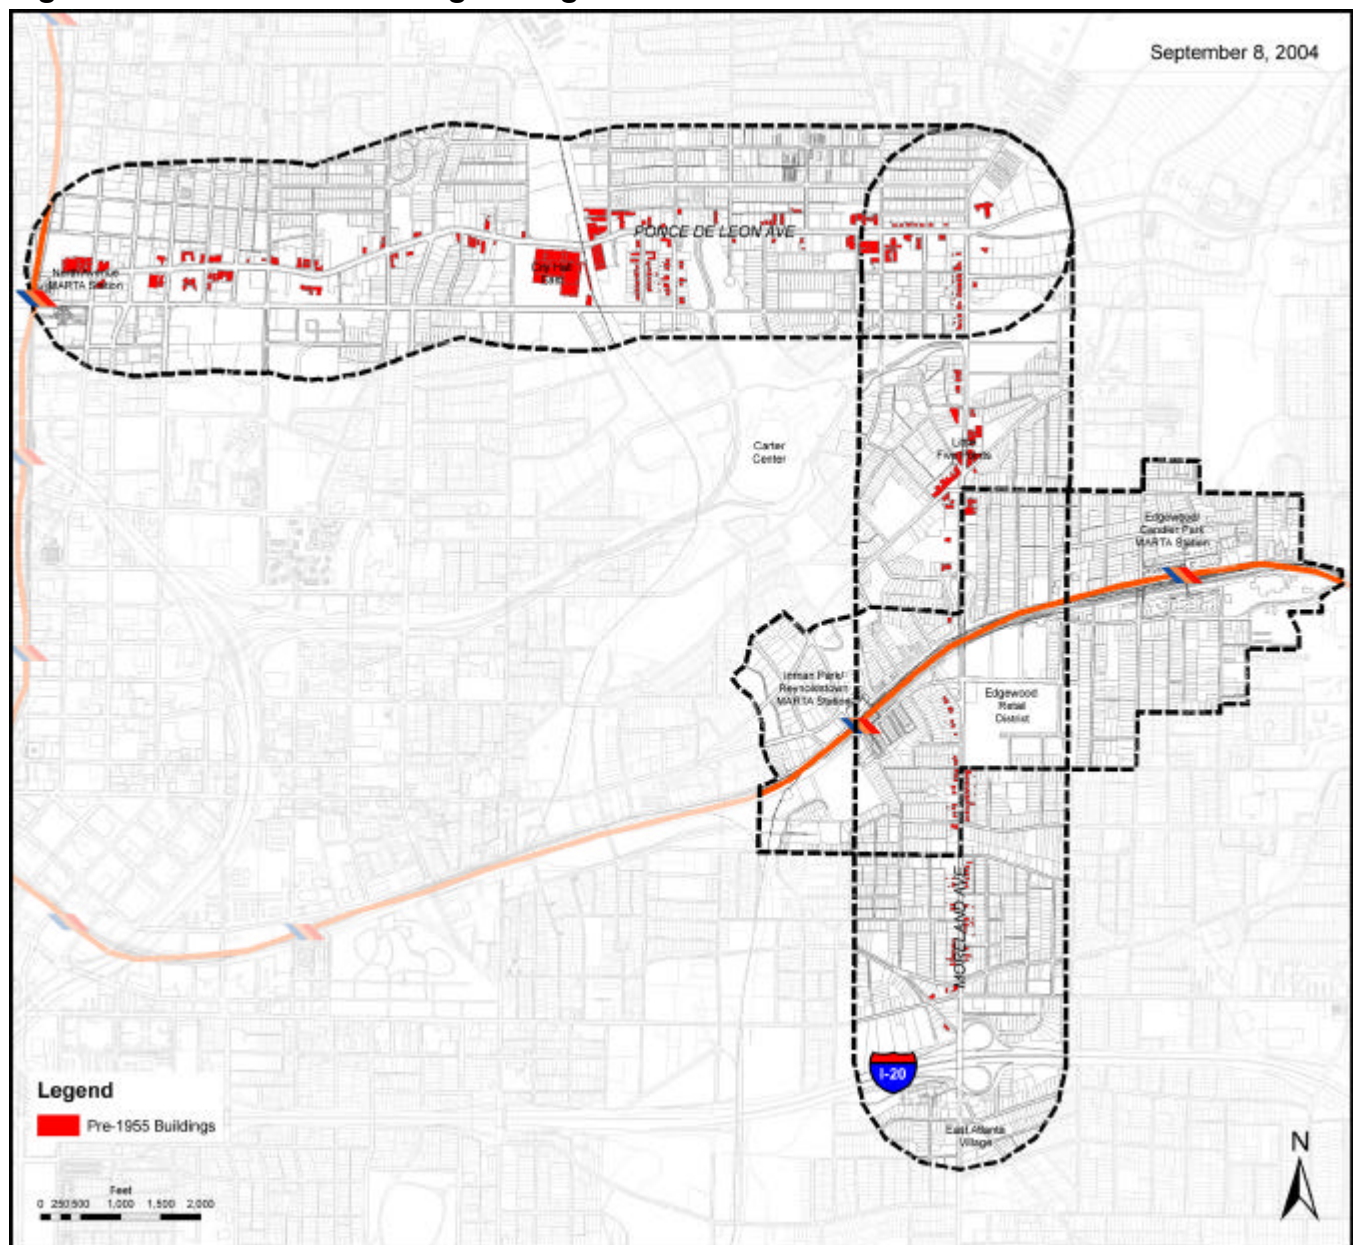 September 8, 2004
PONCE DE LEON AVE
North Avenue
MARTA Station
City Hall
East
Carter
Center
Little
Five Points
Edgewood/
Candler Park
MARTA Station
Inman Park/
Reynoldstown
MARTA Station
Edgewood
Retail
District
MORELAND AVE
I-20
East Atlanta
Village
Legend
Pre-1955 Buildings
Feet
0 250 500 1,000 1,500 2,000
N